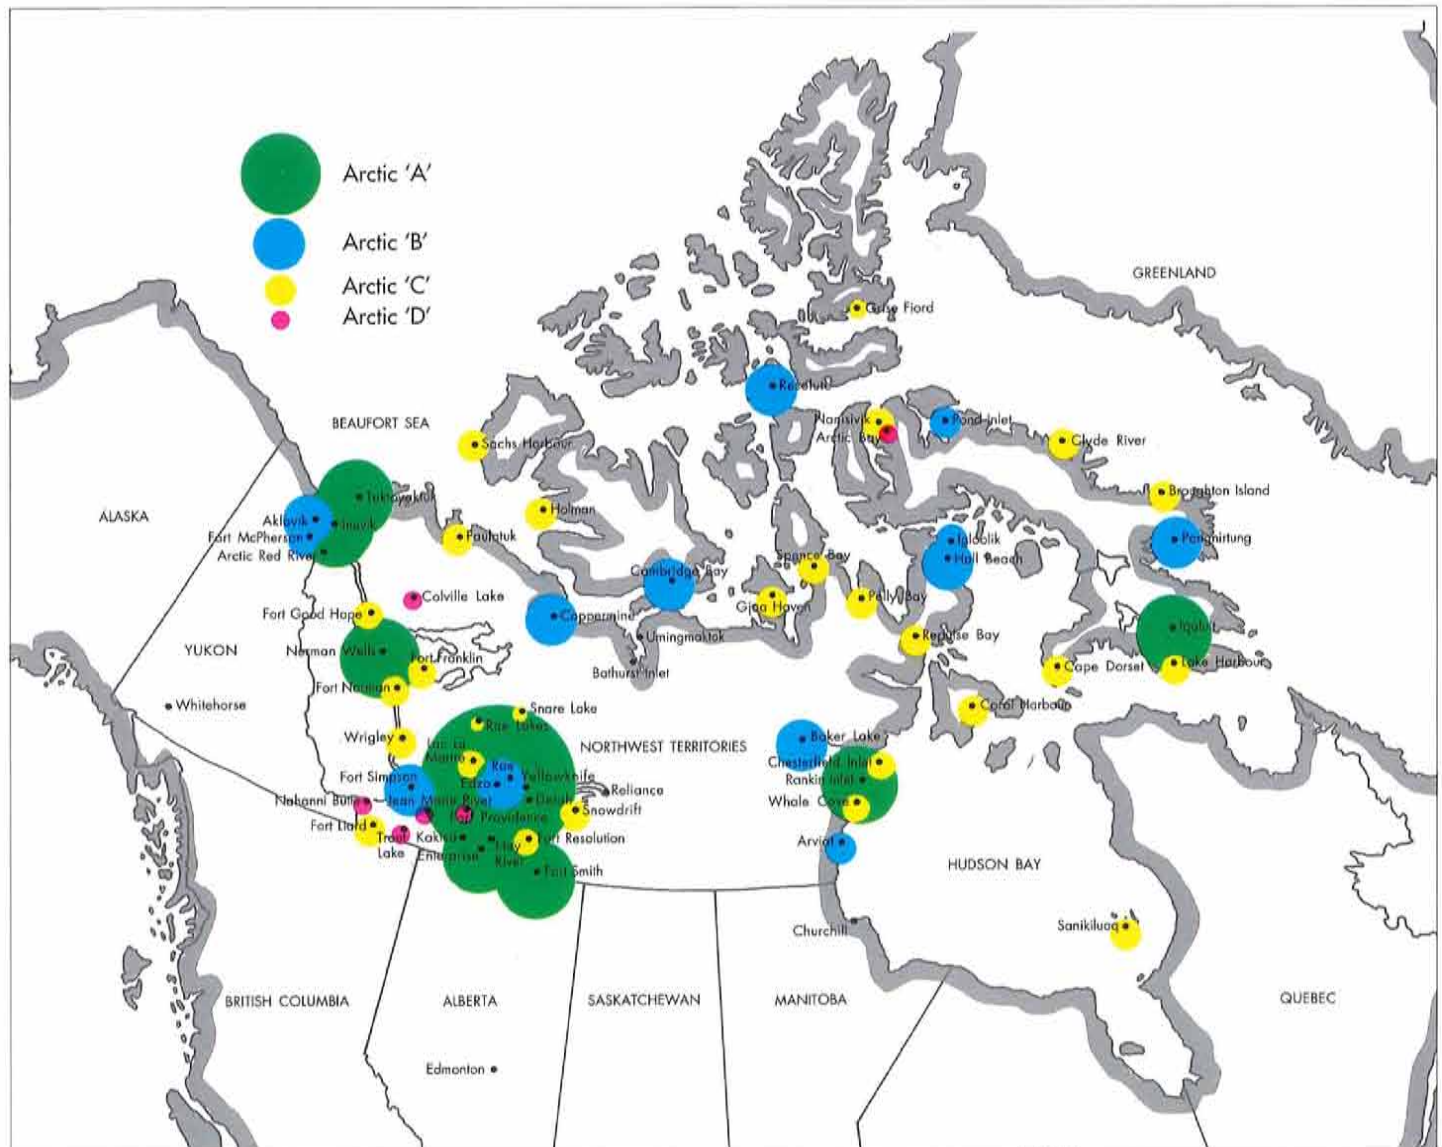 Arctic 'A'
Arctic 'B'
Arctic 'C'
Arctic 'D'
GREENLAND
Grise Fiord
Resolute
BEAUFORT SEA
Nanisivik
Pond Inlet
Arctic Bay
Clyde River
Sachs Harbour
Broughton Island
Tuktoyaktuk
ALASKA
Holman
Aklavik
Inuvik
Fort McPherson
Paulatuk
Igloolik
Pangnirtung
Arctic Red River
Spence Bay
Hall Beach
Cambridge Bay
Colville Lake
Pelly Bay
Gjoa Haven
Fort Good Hope
Coppermine
Iqaluit
Umingmaktok
Repulse Bay
YUKON
Norman Wells
Fort Franklin
Lake Harbour
Cape Dorset
Bathurst Inlet
Fort Norman
Whitehorse
Snare Lake
Coral Harbour
Rae Lakes
Wrigley
Baker Lake
Lac La
Martre
NORTHWEST TERRITORIES
Chesterfield Inlet
Rae
Fort Simpson
Yellowknife
Edzo
Rankin Inlet
Reliance
Nahanni Butte
Jean Marie River
Detah
Whale Cove
Snowdrift
Fort Providence
Fort Liard
Trout
Lake
Kakisa
Fort Resolution
Arviat
Hay
River
Enterprise
HUDSON BAY
Fort Smith
Sanikiluaq
Churchill
BRITISH COLUMBIA
ALBERTA
SASKATCHEWAN
MANITOBA
QUEBEC
Edmonton